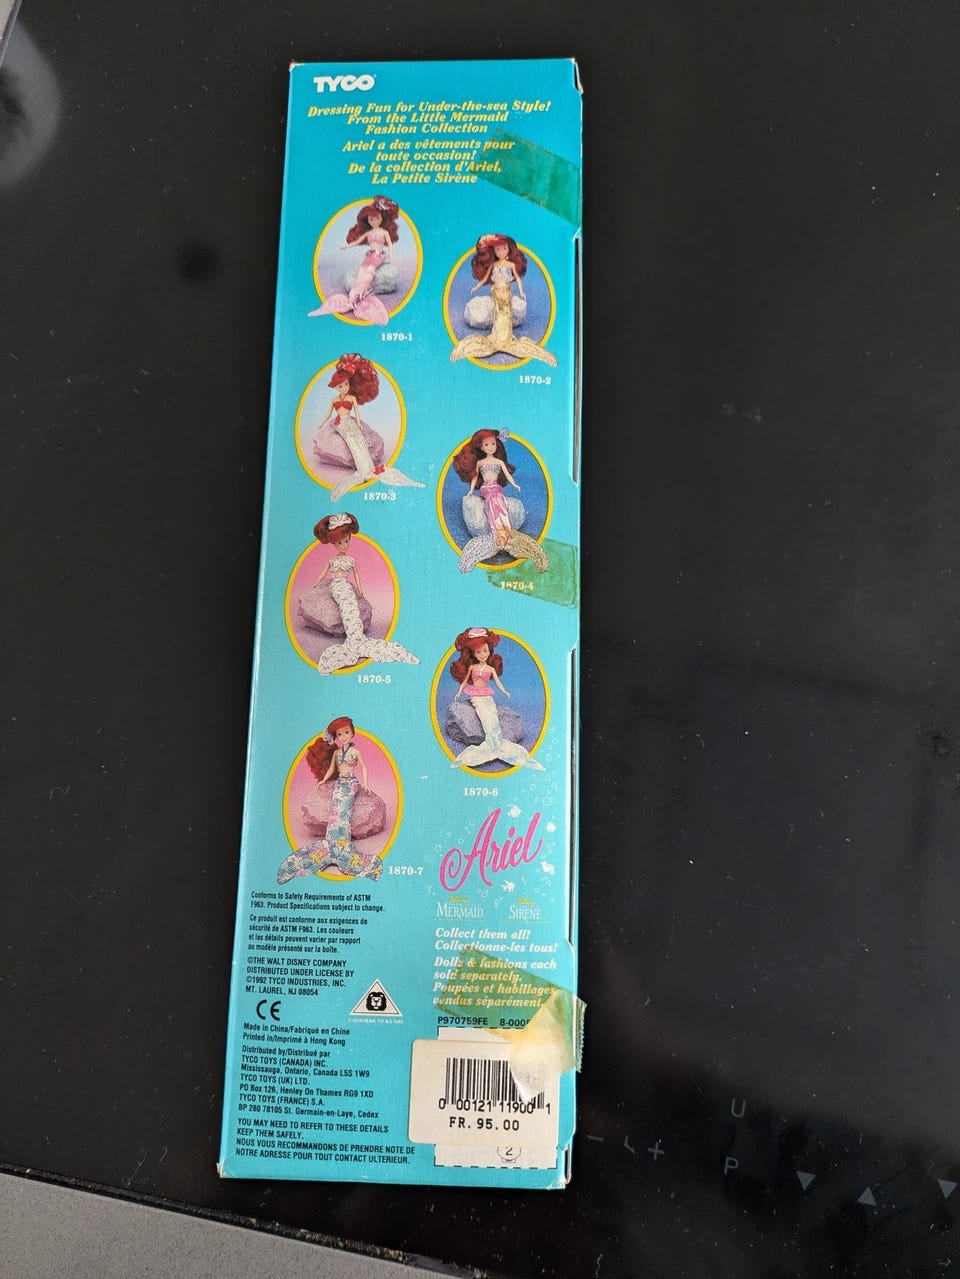 TYCO
Dressing Fun for Under-the-sea Style!
From the Little Mermaid
Fashion Collection
Ariel a des vêtements pour
toute occasion!
De la collection d'Ariel,
La Petite Sirène
1870-1
1870-2
1870-3
1870-4
1870-5
1870-6
1870-7
Ariel
MERMAID
SIRÈNE
Collect them all!
Collectionne-les tous!
Dolls & fashions each
sold separately.
Poupées et habillages
vendus séparément.
P970759FE 8-000
Conforms to Safety Requirements of ASTM
F963. Product Specifications subject to change.
Ce produit est conforme aux exigences de
sécurité de ASTM F963. Les couleurs
et les détails peuvent varier par rapport
au modèle présenté sur la boîte.
©THE WALT DISNEY COMPANY
DISTRIBUTED UNDER LICENSE BY
©1992 TYCO INDUSTRIES, INC.
MT. LAUREL, NJ 08054
CE
Made in China/Fabriqué en Chine
Printed in/Imprimé à Hong Kong
Distributed by/Distribué par
TYCO TOYS (CANADA) INC.
Mississauga, Ontario, Canada L5S 1W9
TYCO TOYS (UK) LTD.
PO Box 126, Henley On Thames RG9 1XD
TYCO TOYS (FRANCE) S.A.
BP 280 78105 St. Germain-en-Laye, Cedex
YOU MAY NEED TO REFER TO THESE DETAILS
KEEP THEM SAFELY.
NOUS VOUS RECOMMANDONS DE PRENDRE NOTE DE
NOTRE ADRESSE POUR TOUT CONTACT ULTERIEUR.
0 00121 11900 1
FR. 95.00
2
U
P